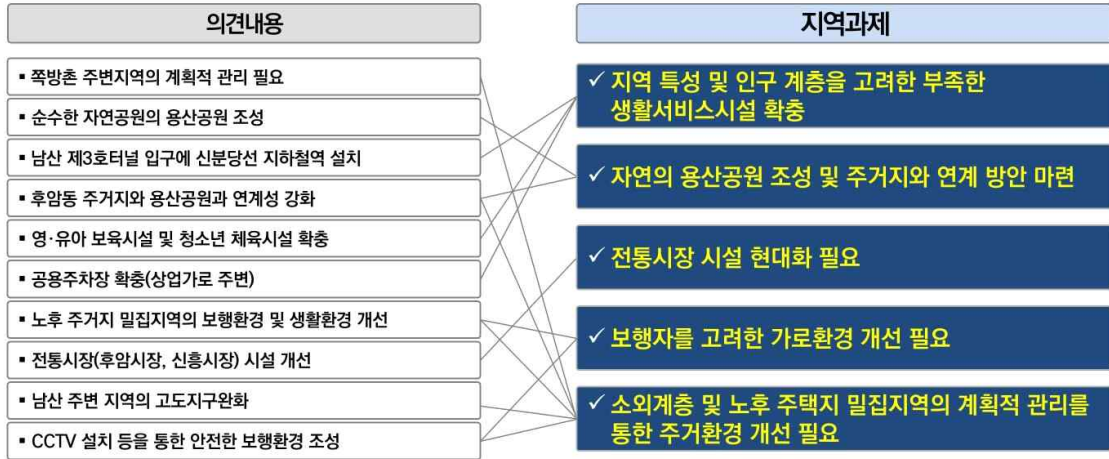 의견내용
▪ 쪽방촌 주변지역의 계획적 관리 필요
▪ 순수한 자연공원의 용산공원 조성
▪ 남산 제3호터널 입구에 신분당선 지하철역 설치
▪ 후암동 주거지와 용산공원과 연계성 강화
▪ 영·유아 보육시설 및 청소년 체육시설 확충
▪ 공용주차장 확충(상업가로 주변)
▪ 노후 주거지 밀집지역의 보행환경 및 생활환경 개선
▪ 전통시장(후암시장, 신흥시장) 시설 개선
▪ 남산 주변 지역의 고도지구완화
▪ CCTV 설치 등을 통한 안전한 보행환경 조성
지역과제
✓ 지역 특성 및 인구 계층을 고려한 부족한
생활서비스시설 확충
✓ 자연의 용산공원 조성 및 주거지와 연계 방안 마련
✓ 전통시장 시설 현대화 필요
✓ 보행자를 고려한 가로환경 개선 필요
✓ 소외계층 및 노후 주택지 밀집지역의 계획적 관리를
통한 주거환경 개선 필요